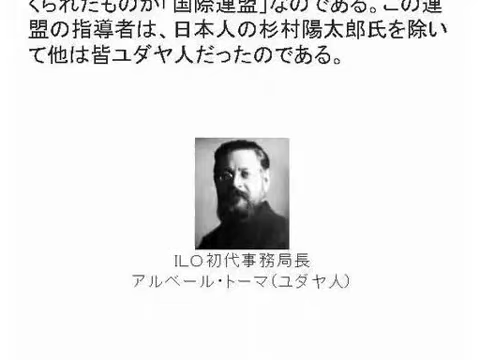 くられたものが「国際連盟」なのである。この連
盟の指導者は、日本人の杉村陽太郎氏を除い
て他は皆ユダヤ人だったのである。
ILO初代事務局長
アルベール・トーマ(ユダヤ人)